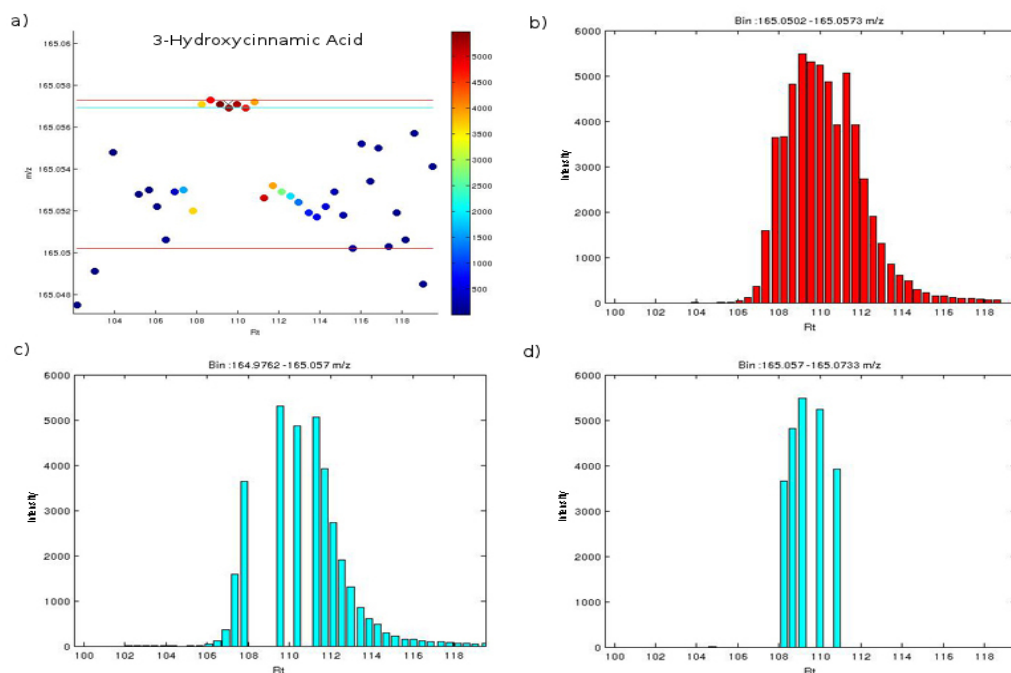 a)
3-Hydroxycinnamic Acid
165.06
165.058
165.056
165.054
165.052
165.05
165.048
m/z
104 106 108 110 112 114 116 118
Rt
5000
4500
4000
3500
3000
2500
2000
1500
1000
500
b)
Bin :165.0502 -165.0573 m/z
6000
5000
4000
3000
2000
1000
0
Intensity
100 102 104 106 108 110 112 114 116 118
Rt
c)
Bin :164.9762 -165.057 m/z
6000
5000
4000
3000
2000
1000
0
Intensity
100 102 104 106 108 110 112 114 116 118
Rt
d)
Bin :165.057 -165.0733 m/z
6000
5000
4000
3000
2000
1000
0
Intensity
100 102 104 106 108 110 112 114 116 118
Rt